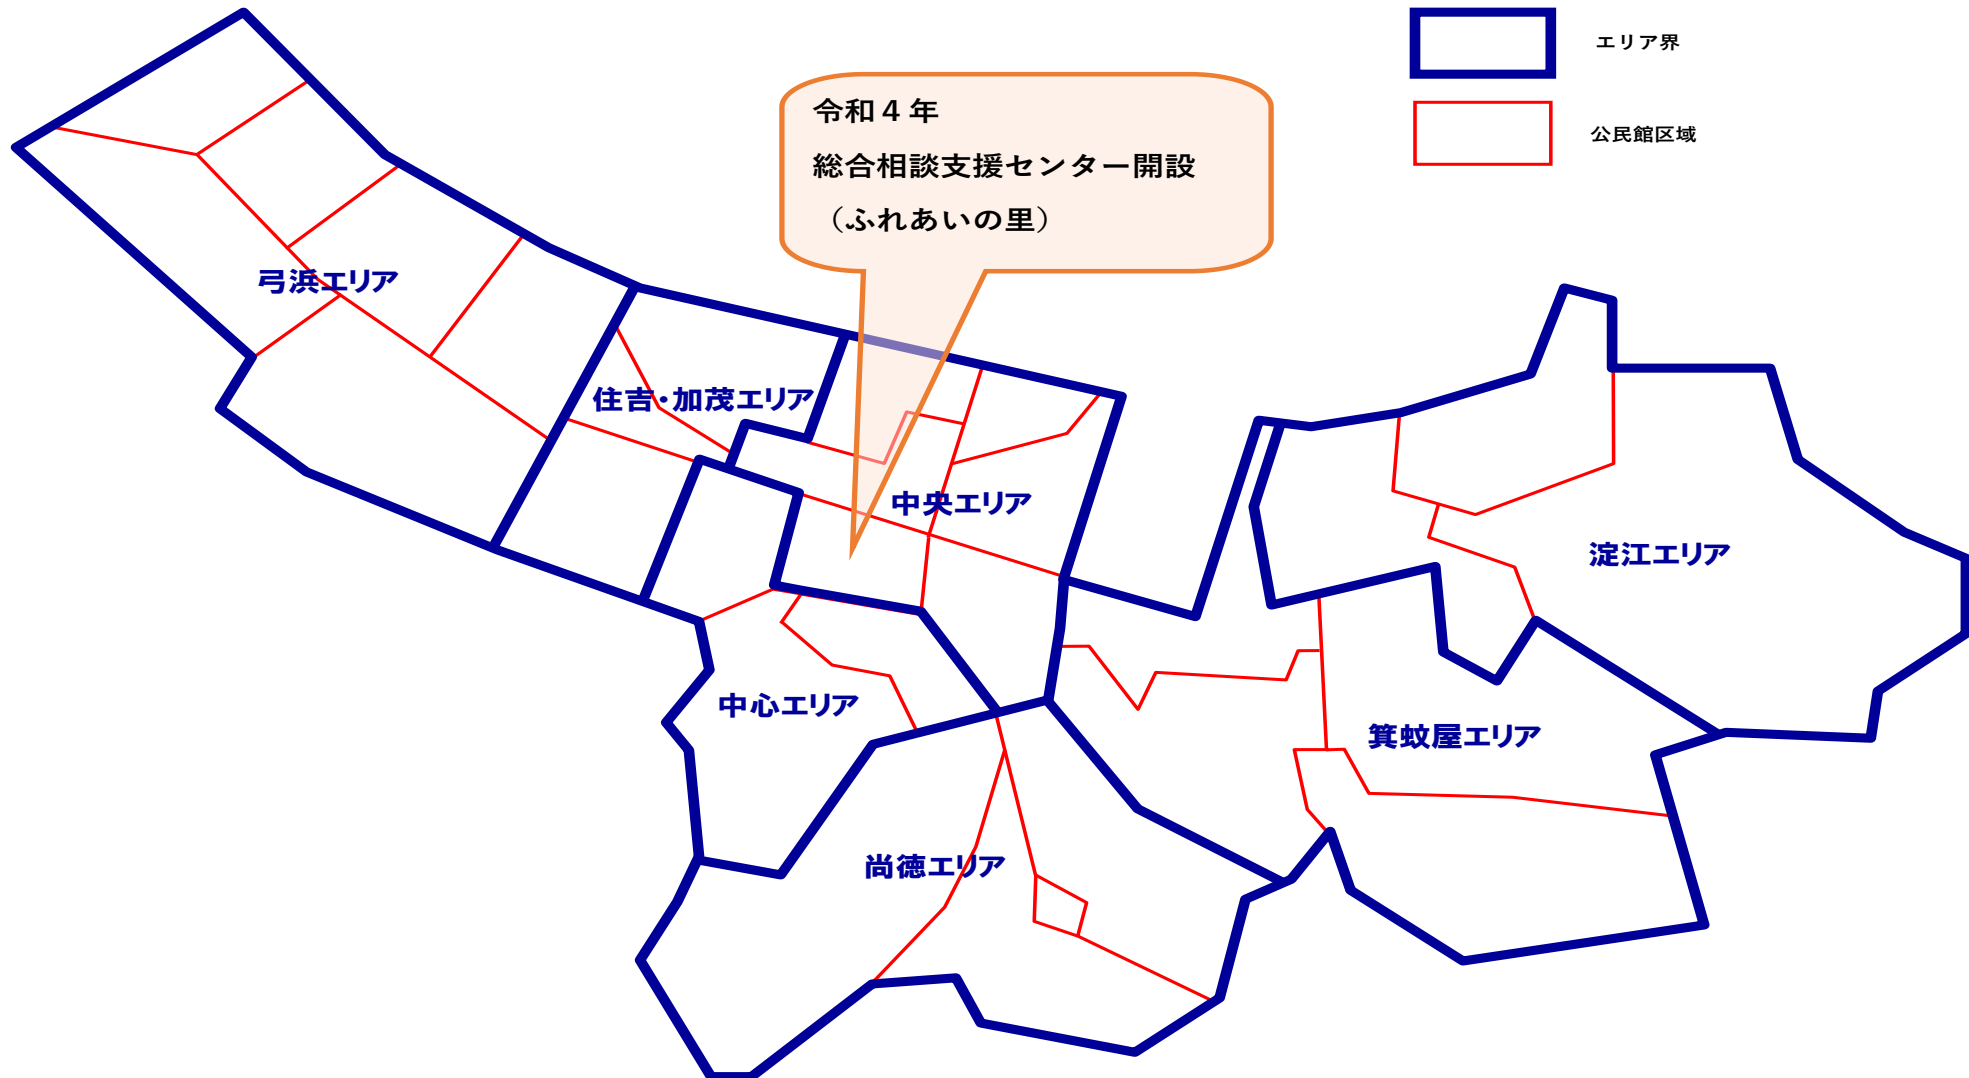 エリア界
公民館区域
令和４年
総合相談支援センター開設
（ふれあいの里）
弓浜エリア
住吉・加茂エリア
中央エリア
淀江エリア
中心エリア
箕蚊屋エリア
尚徳エリア